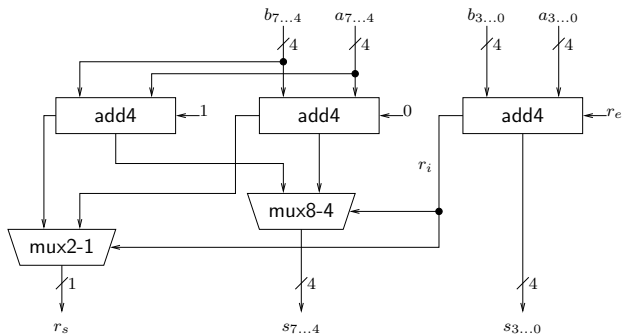 b7...4 a7...4 b3...0 a3...0
4 4 4 4
add4 1 add4 0 add4 re
ri
mux8-4
mux2-1
1 4 4
rs s7...4 s3...0